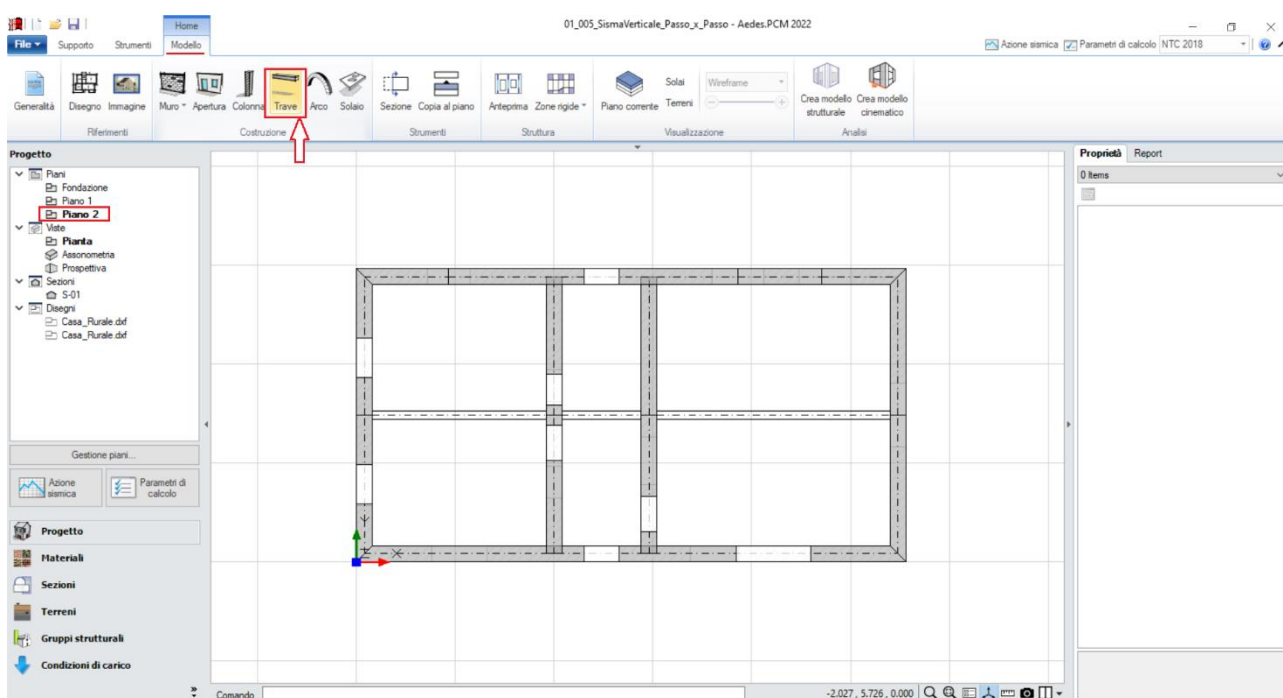 Home
01_005_SismaVerticale_Passo_x_Passo - Aedes.PCM 2022
File Supporto Strumenti Modello
Azione sismica Parametri di calcolo NTC 2018
Generalità Disegno Immagine Muro Apertura Colonna Trave Arco Solaio Sezione Copia al piano Anteprima Zone rigide Piano corrente Solai Wireframe Crea modello strutturale Crea modello cinematico
Terreni
Riferimenti Costruzione Strumenti Struttura Visualizzazione Analisi
Progetto
Proprietà Report
0 Items
Piani
Fondazione
Piano 1
Piano 2
Viste
Pianta
Assonometria
Prospettiva
Sezioni
S-01
Disegni
Casa_Rurale.dxf
Casa_Rurale.dxf
Gestione piani...
Azione sismica
Parametri di calcolo
Progetto
Materiali
Sezioni
Terreni
Gruppi strutturali
Condizioni di carico
Y
X
Comando
-2.027 , 5.726 , 0.000